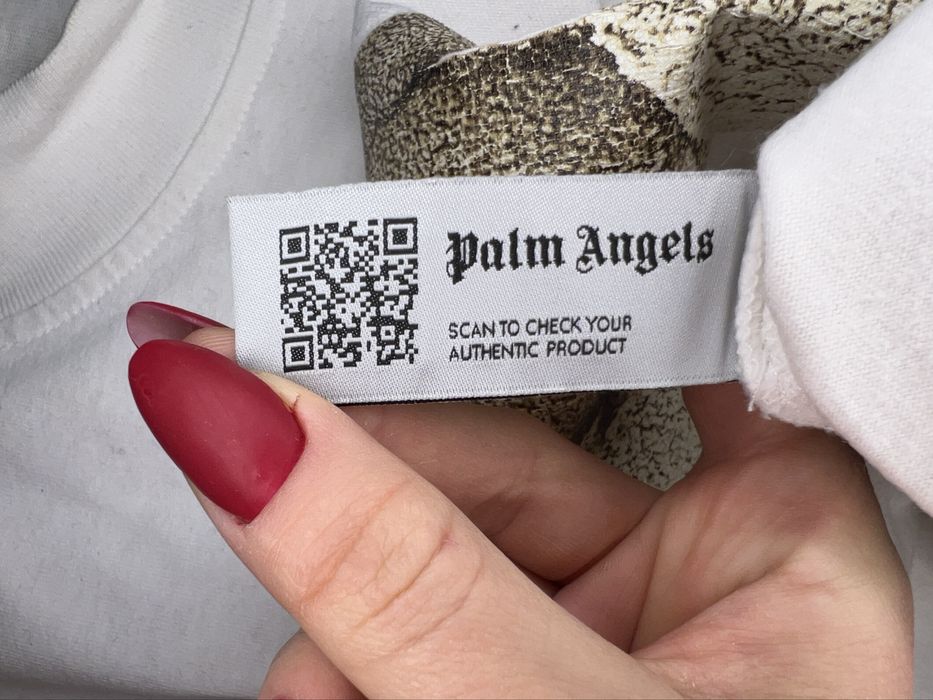 Palm Angels
SCAN TO CHECK YOUR
AUTHENTIC PRODUCT